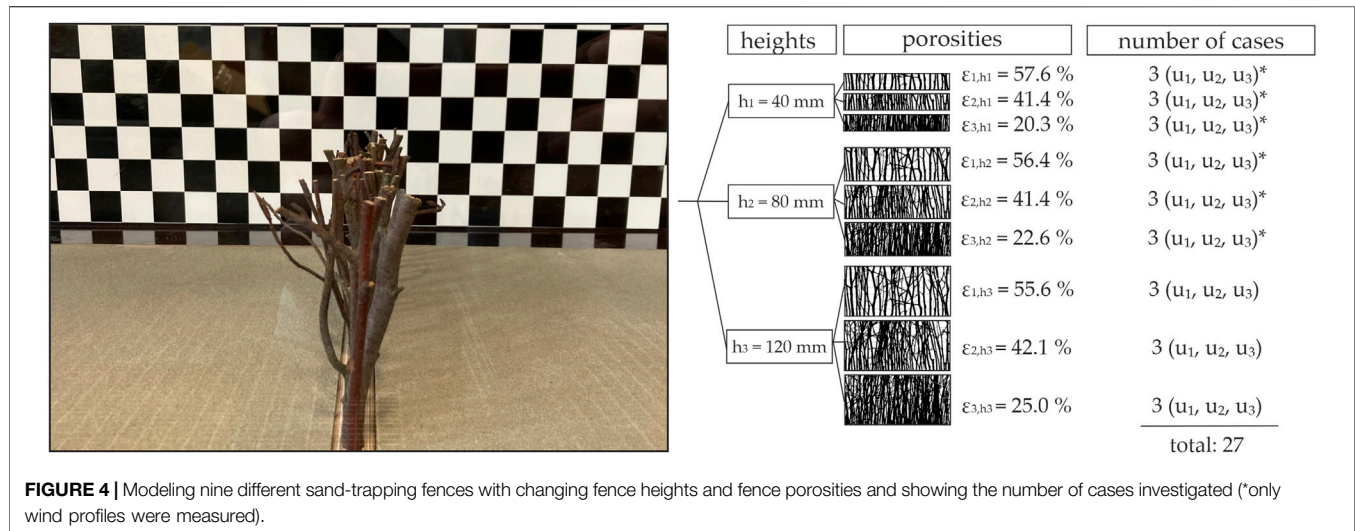 heights porosities number of cases
h₁ = 40 mm
ε₁,ₕ₁ = 57.6 % 3 (u₁, u₂, u₃)*
ε₂,ₕ₁ = 41.4 % 3 (u₁, u₂, u₃)*
ε₃,ₕ₁ = 20.3 % 3 (u₁, u₂, u₃)*
h₂ = 80 mm
ε₁,ₕ₂ = 56.4 % 3 (u₁, u₂, u₃)*
ε₂,ₕ₂ = 41.4 % 3 (u₁, u₂, u₃)*
ε₃,ₕ₂ = 22.6 % 3 (u₁, u₂, u₃)*
h₃ = 120 mm
ε₁,ₕ₃ = 55.6 % 3 (u₁, u₂, u₃)
ε₂,ₕ₃ = 42.1 % 3 (u₁, u₂, u₃)
ε₃,ₕ₃ = 25.0 % 3 (u₁, u₂, u₃)
total: 27
FIGURE 4 | Modeling nine different sand-trapping fences with changing fence heights and fence porosities and showing the number of cases investigated (*only
wind profiles were measured).